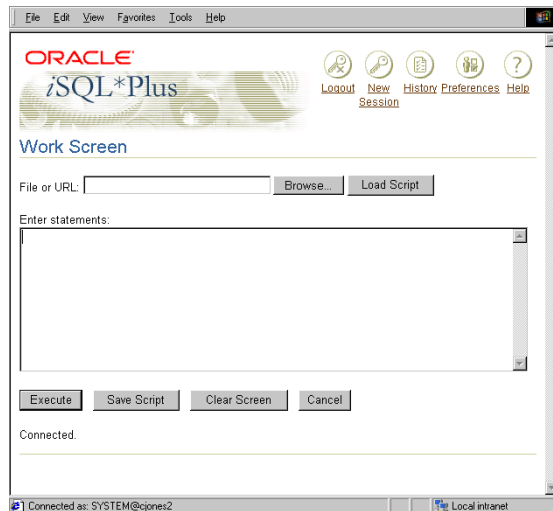 File Edit View Favorites Tools Help
ORACLE
iSQL*Plus
Logout New Session History Preferences Help
Work Screen
File or URL: Browse... Load Script
Enter statements:
Execute Save Script Clear Screen Cancel
Connected.
Connected as: SYSTEM@cjones2 Local intranet